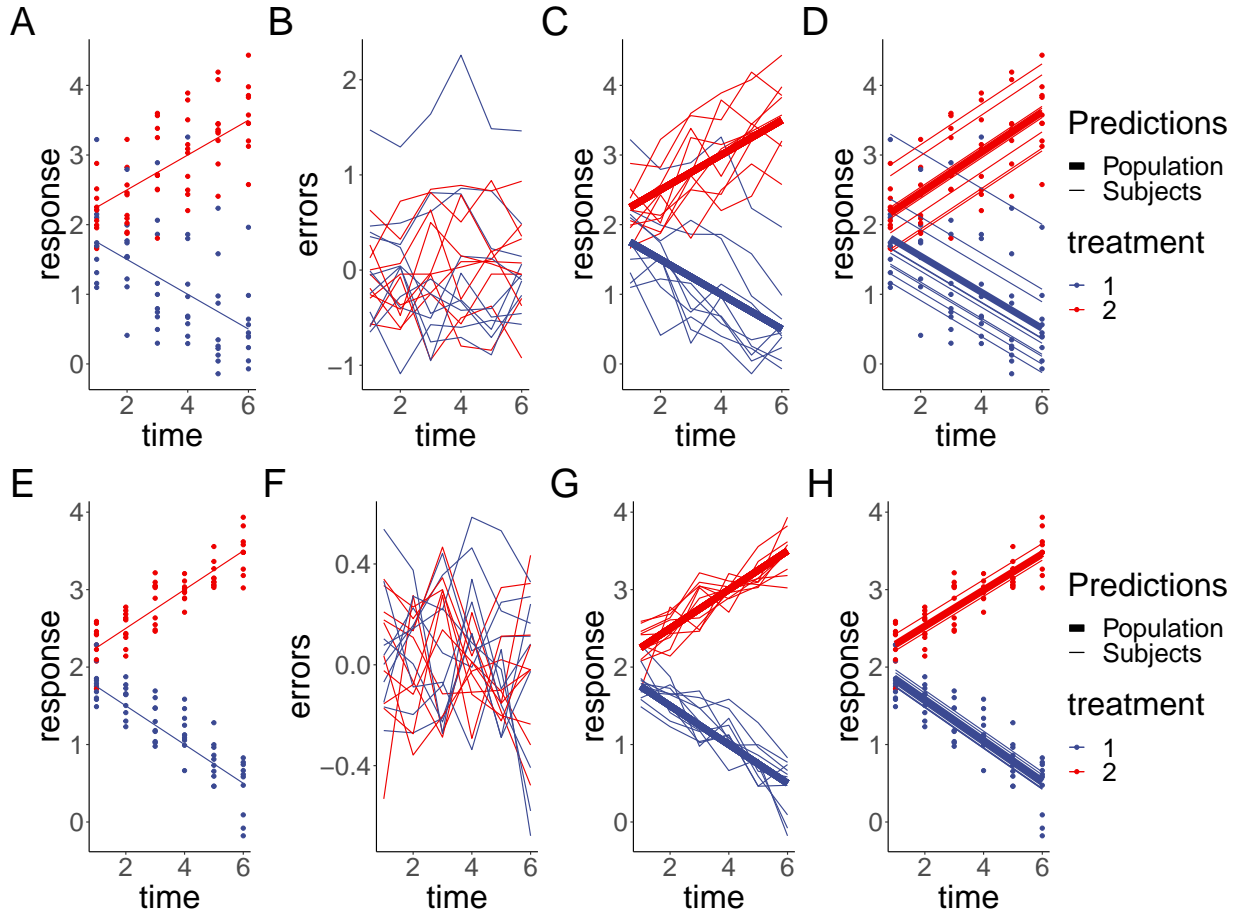 A
B
C
D
response
4
3
2
1
0
2
4
6
time
errors
2
1
0
−1
2
4
6
time
response
4
3
2
1
0
2
4
6
time
response
4
3
2
1
0
2
4
6
time
Predictions
Population
Subjects
treatment
1
2
E
F
G
H
response
4
3
2
1
0
2
4
6
time
errors
0.4
0.0
−0.4
2
4
6
time
response
4
3
2
1
0
2
4
6
time
response
4
3
2
1
0
2
4
6
time
Predictions
Population
Subjects
treatment
1
2